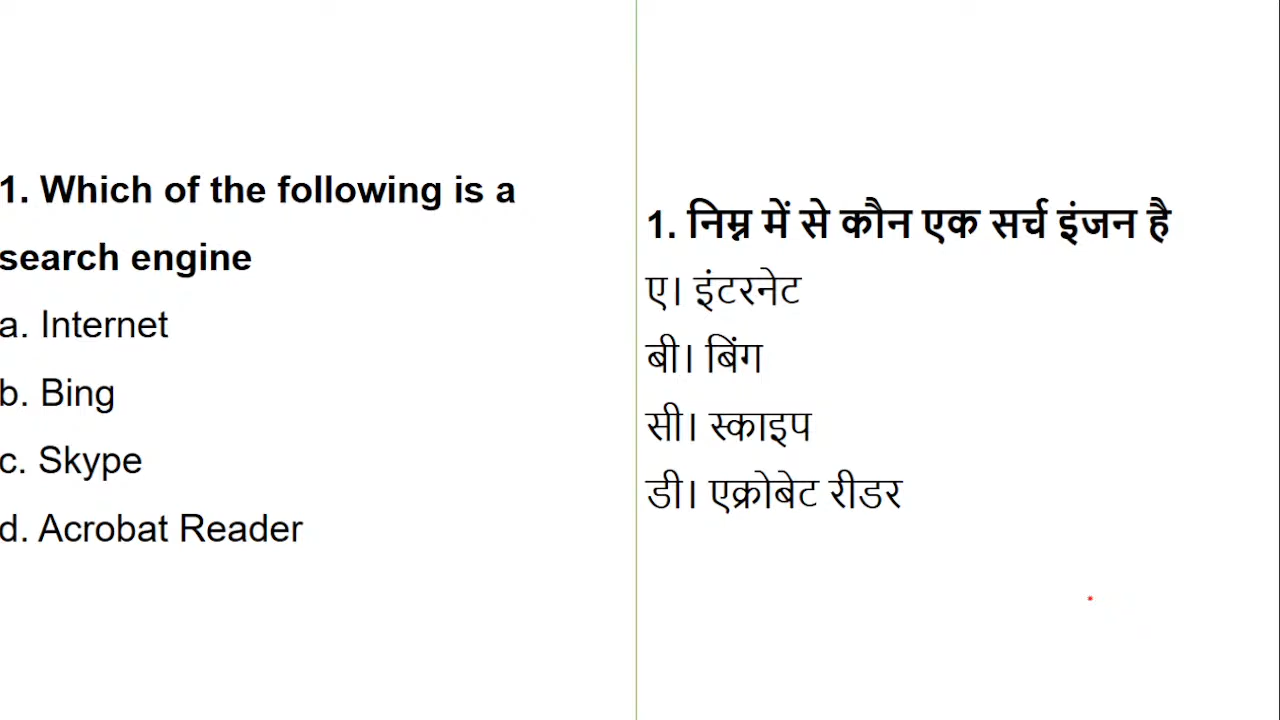 1. Which of the following is a
search engine
a. Internet
b. Bing
c. Skype
d. Acrobat Reader
1. निम्न में से कौन एक सर्च इंजन है
ए। इंटरनेट
बी। बिंग
सी। स्काइप
डी। एक्रोबेट रीडर